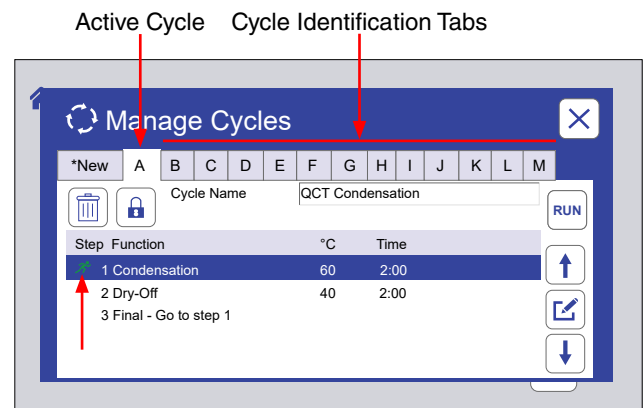 Active Cycle Cycle Identification Tabs
Manage Cycles
*New A B C D E F G H I J K L M
Cycle Name QCT Condensation
RUN
Step Function °C Time
1 Condensation 60 2:00
2 Dry-Off 40 2:00
3 Final - Go to step 1